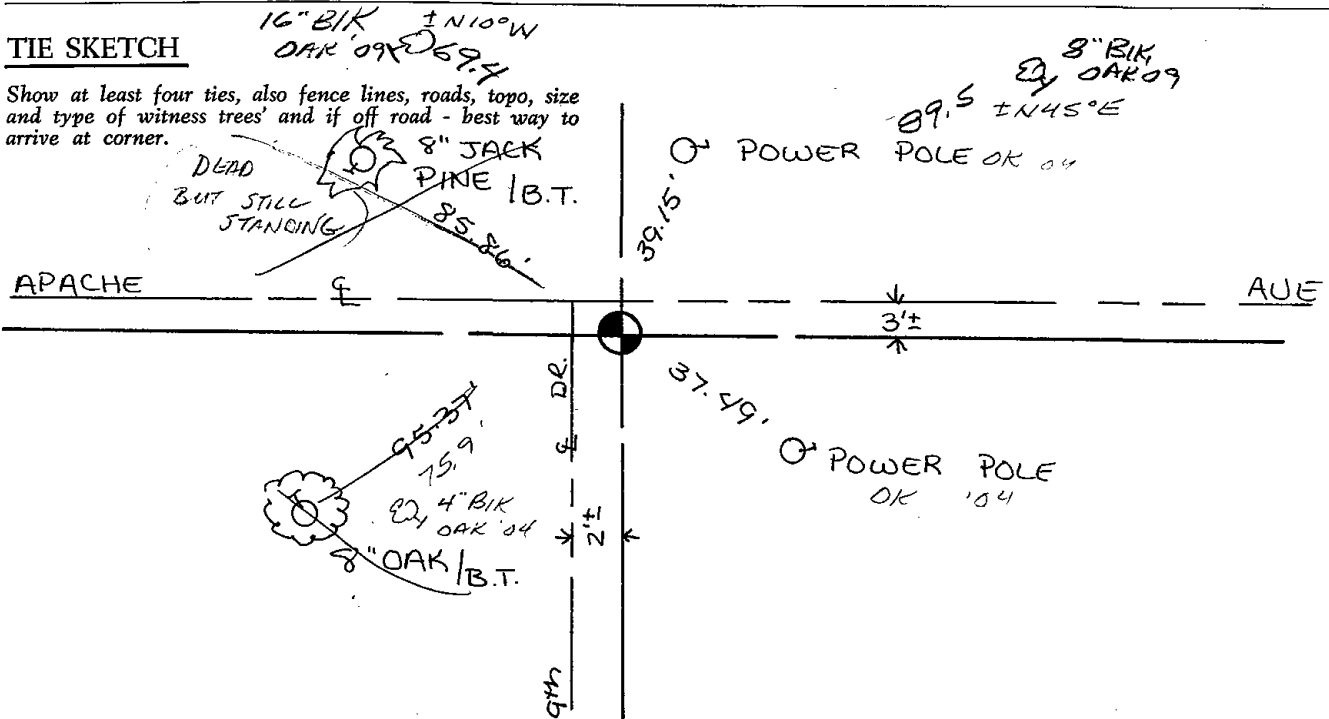 TIE SKETCH
Show at least four ties, also fence lines, roads, topo, size
and type of witness trees' and if off road - best way to
arrive at corner.
16" BIK ± N10°W
OAK '09 69.4
8" BIK
OAK 09
89.5 ± N45°E
8" JACK
PINE /B.T.
DEAD
BUT STILL
STANDING
85.86'
POWER POLE OK 04
39.15'
APACHE
℄
AVE
3'±
DR.
℄
37.49'
POWER POLE
OK '04
95.37
75.9'
4" BIK
OAK '04
8" OAK /B.T.
2'±
9th